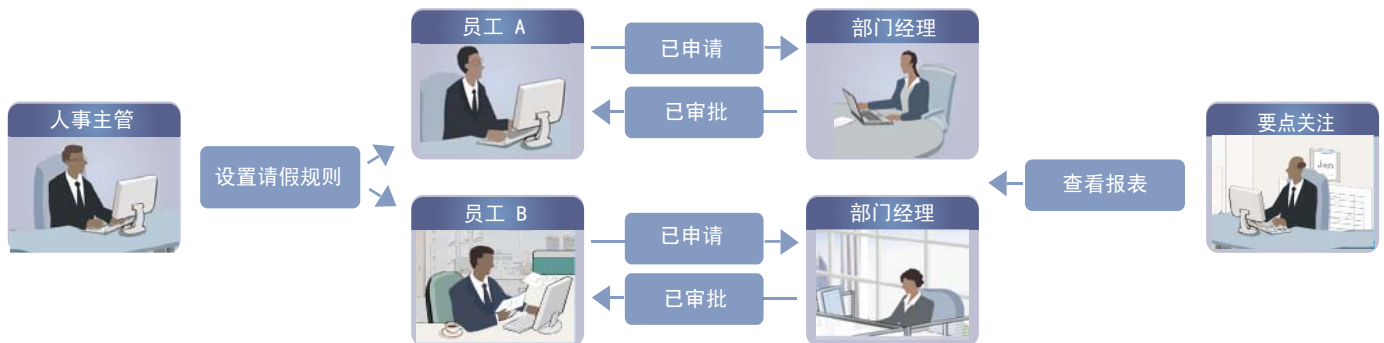 人事主管
设置请假规则
员工 A
已申请
已审批
部门经理
员工 B
已申请
已审批
部门经理
查看报表
要点关注
Jan